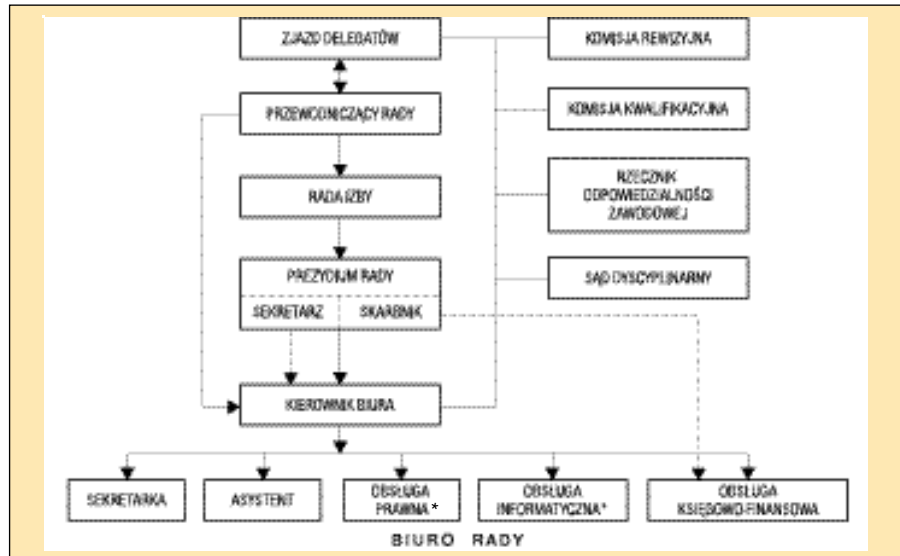 ZJAZD DELEGATÓW
KOMISJA REWIZYJNA
PRZEWODNICZĄCY RADY
KOMISJA KWALIFIKACYJNA
RADA IZBY
RZECZNIK
ODPOWIEDZIALNOŚCI
ZAWODOWEJ
PREZYDIUM RADY
SEKRETARZ
SKARBNIK
SĄD DYSCYPLINARNY
KIEROWNIK BIURA
SEKRETARKA
ASYSTENT
OBSŁUGA
PRAWNA*
OBSŁUGA
INFORMATYCZNA*
OBSŁUGA
KSIĘGOWO-FINANSOWA
BIURO RADY